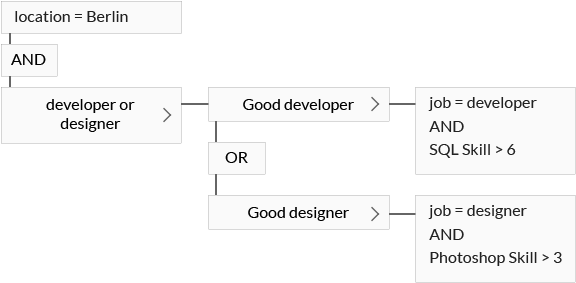 location = Berlin
AND
developer or
designer
Good developer
job = developer
AND
SQL Skill > 6
OR
Good designer
job = designer
AND
Photoshop Skill > 3